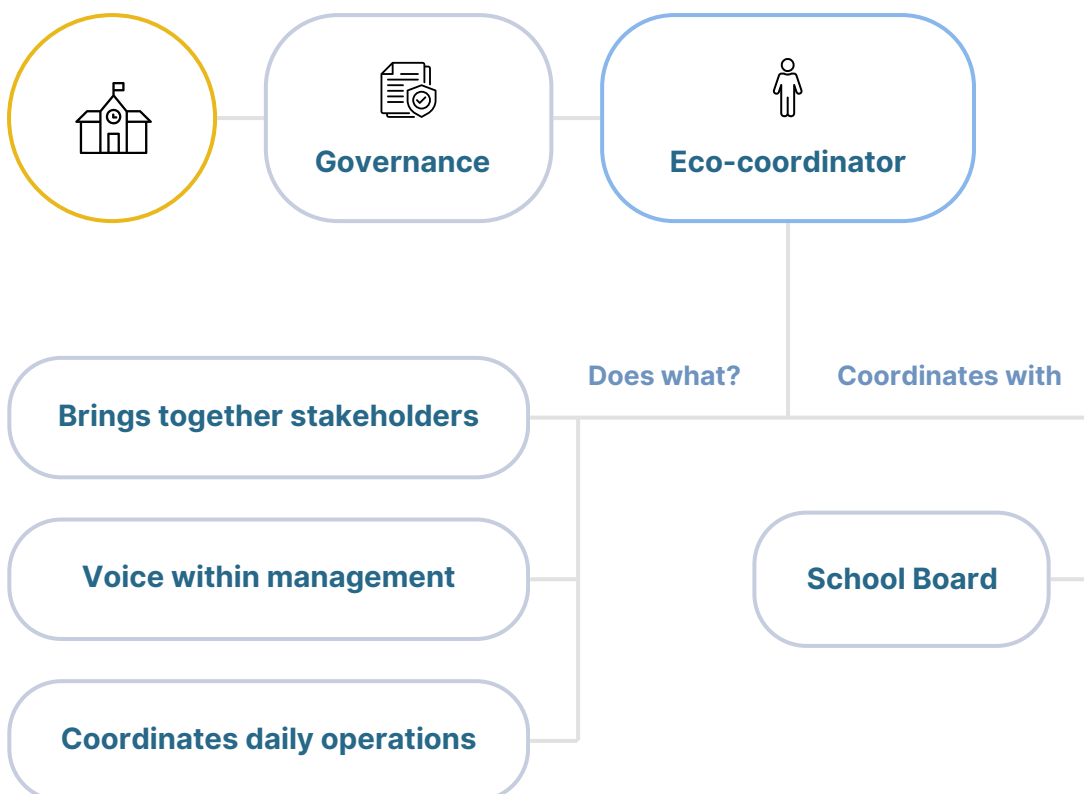 Governance
Eco-coordinator
Does what?
Coordinates with
Brings together stakeholders
Voice within management
School Board
Coordinates daily operations